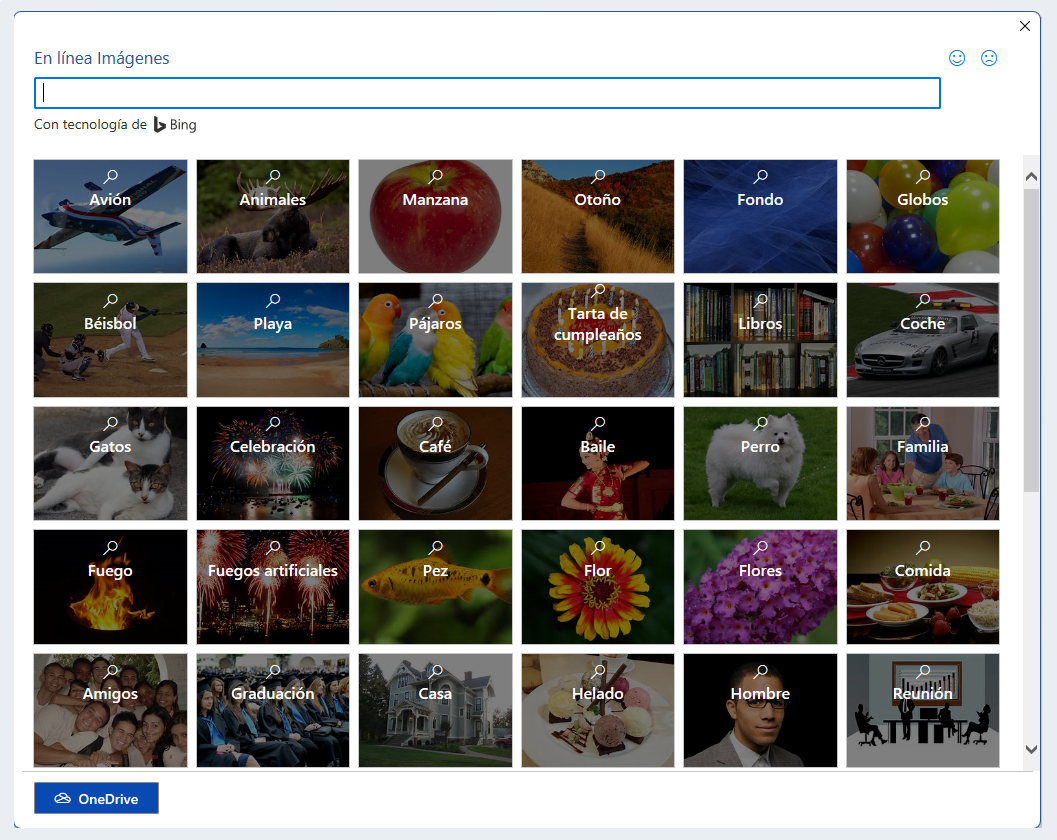 En línea Imágenes
Con tecnología de Bing
Avión
Animales
Manzana
Otoño
Fondo
Globos
Béisbol
Playa
Pájaros
Tarta de
cumpleaños
Libros
Coche
Gatos
Celebración
Café
Baile
Perro
Familia
Fuego
Fuegos artificiales
Pez
Flor
Flores
Comida
Amigos
Graduación
Casa
Helado
Hombre
Reunión
OneDrive